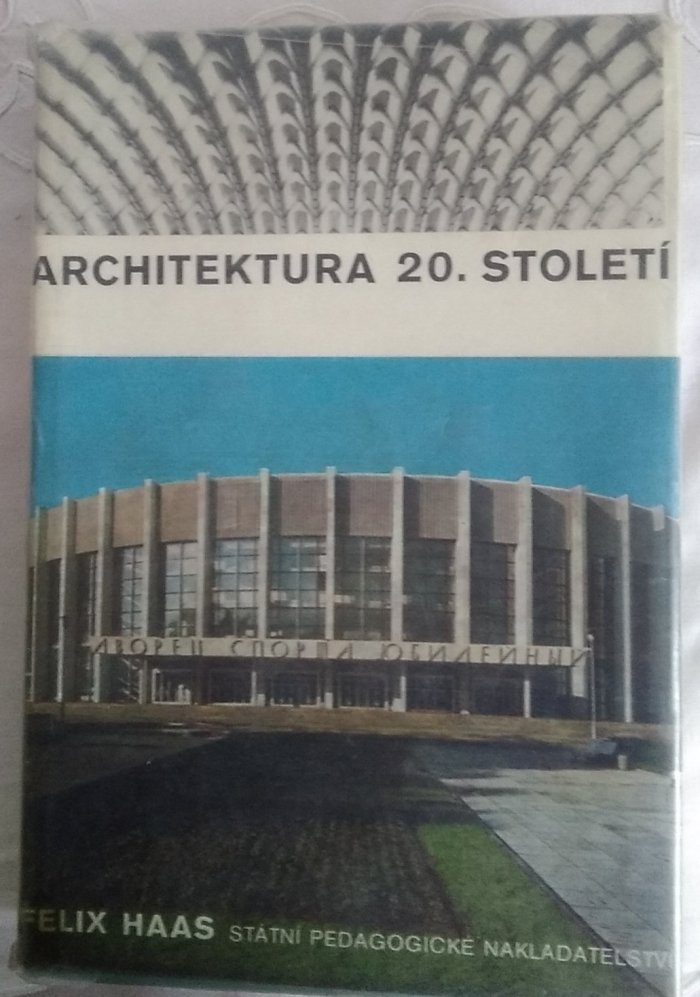 ARCHITEKTURA 20. STOLETÍ
ДВОРЕЦ СПОРТА ЮБИЛЕЙНЫЙ
FELIX HAAS STÁTNÍ PEDAGOGICKÉ NAKLADATELSTVÍ